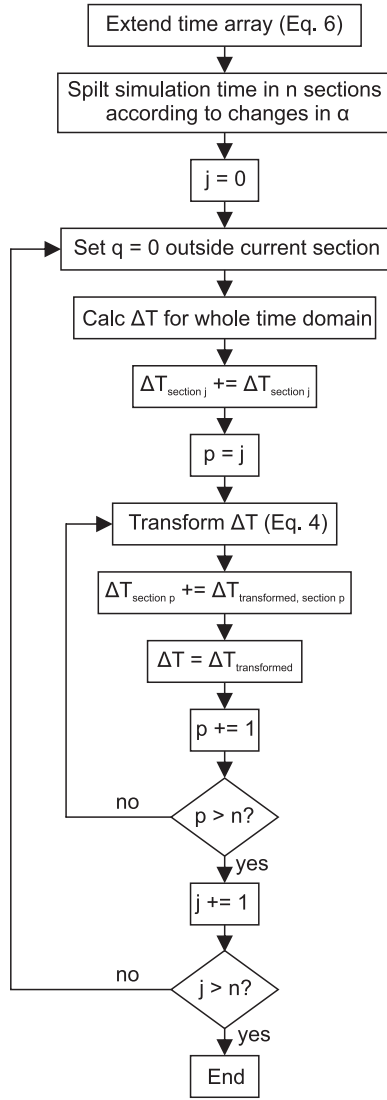 Extend time array (Eq. 6)
Spilt simulation time in n sections
according to changes in α
j = 0
Set q = 0 outside current section
Calc ΔT for whole time domain
ΔT section j += ΔT section j
p = j
Transform ΔT (Eq. 4)
ΔT section p += ΔT transformed, section p
ΔT = ΔT transformed
p += 1
no
p > n?
yes
j += 1
no
j > n?
yes
End